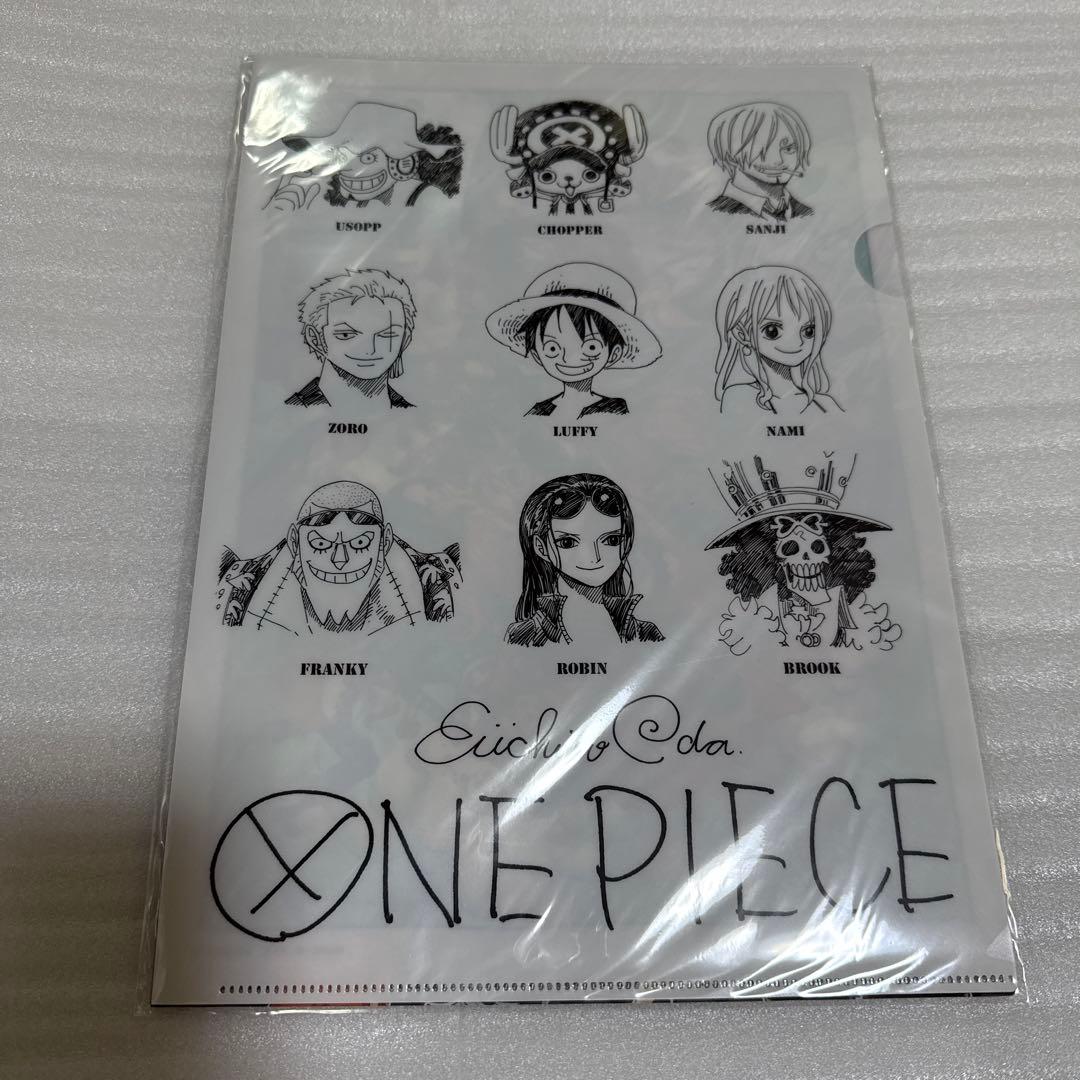 USOPP CHOPPER SANJI
ZORO LUFFY NAMI
FRANKY ROBIN BROOK
Eiichiro Oda.
ONE PIECE